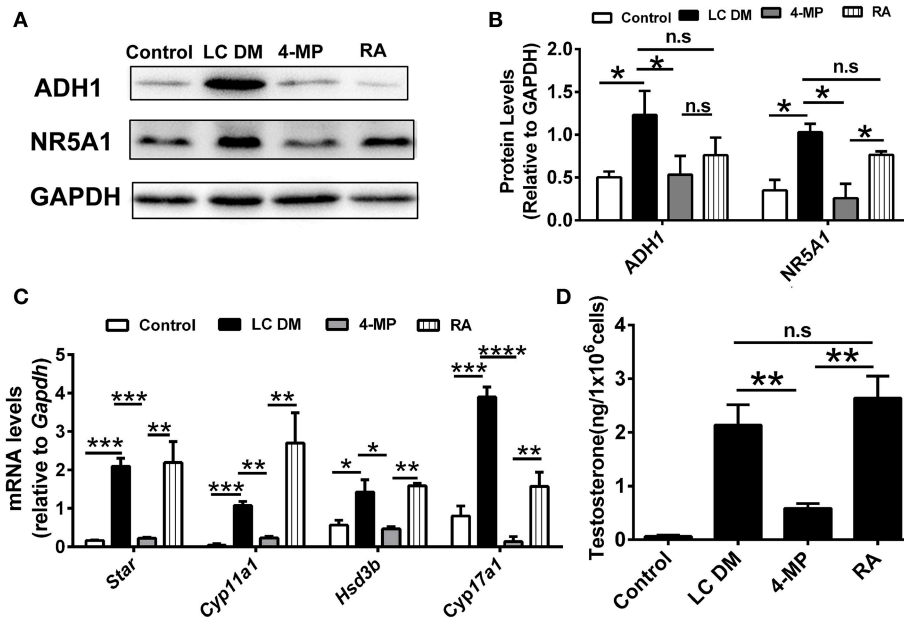 A
Control LC DM 4-MP RA
ADH1
NR5A1
GAPDH
B
Control LC DM 4-MP RA
Protein Levels
(Relative to GAPDH)
2.0
1.5
1.0
0.5
0.0
n.s
* *
n.s
n.s
* *
*
ADH1 NR5A1
C
Control LC DM 4-MP RA
mRNA levels
(relative to Gapdh)
5
4
3
2
1
0
*** *** **
*** ** **
* * **
*** **** **
Star Cyp11a1 Hsd3b Cyp17a1
D
Testosterone(ng/1x10⁶cells)
4
3
2
1
0
n.s
** **
Control LC DM 4-MP RA